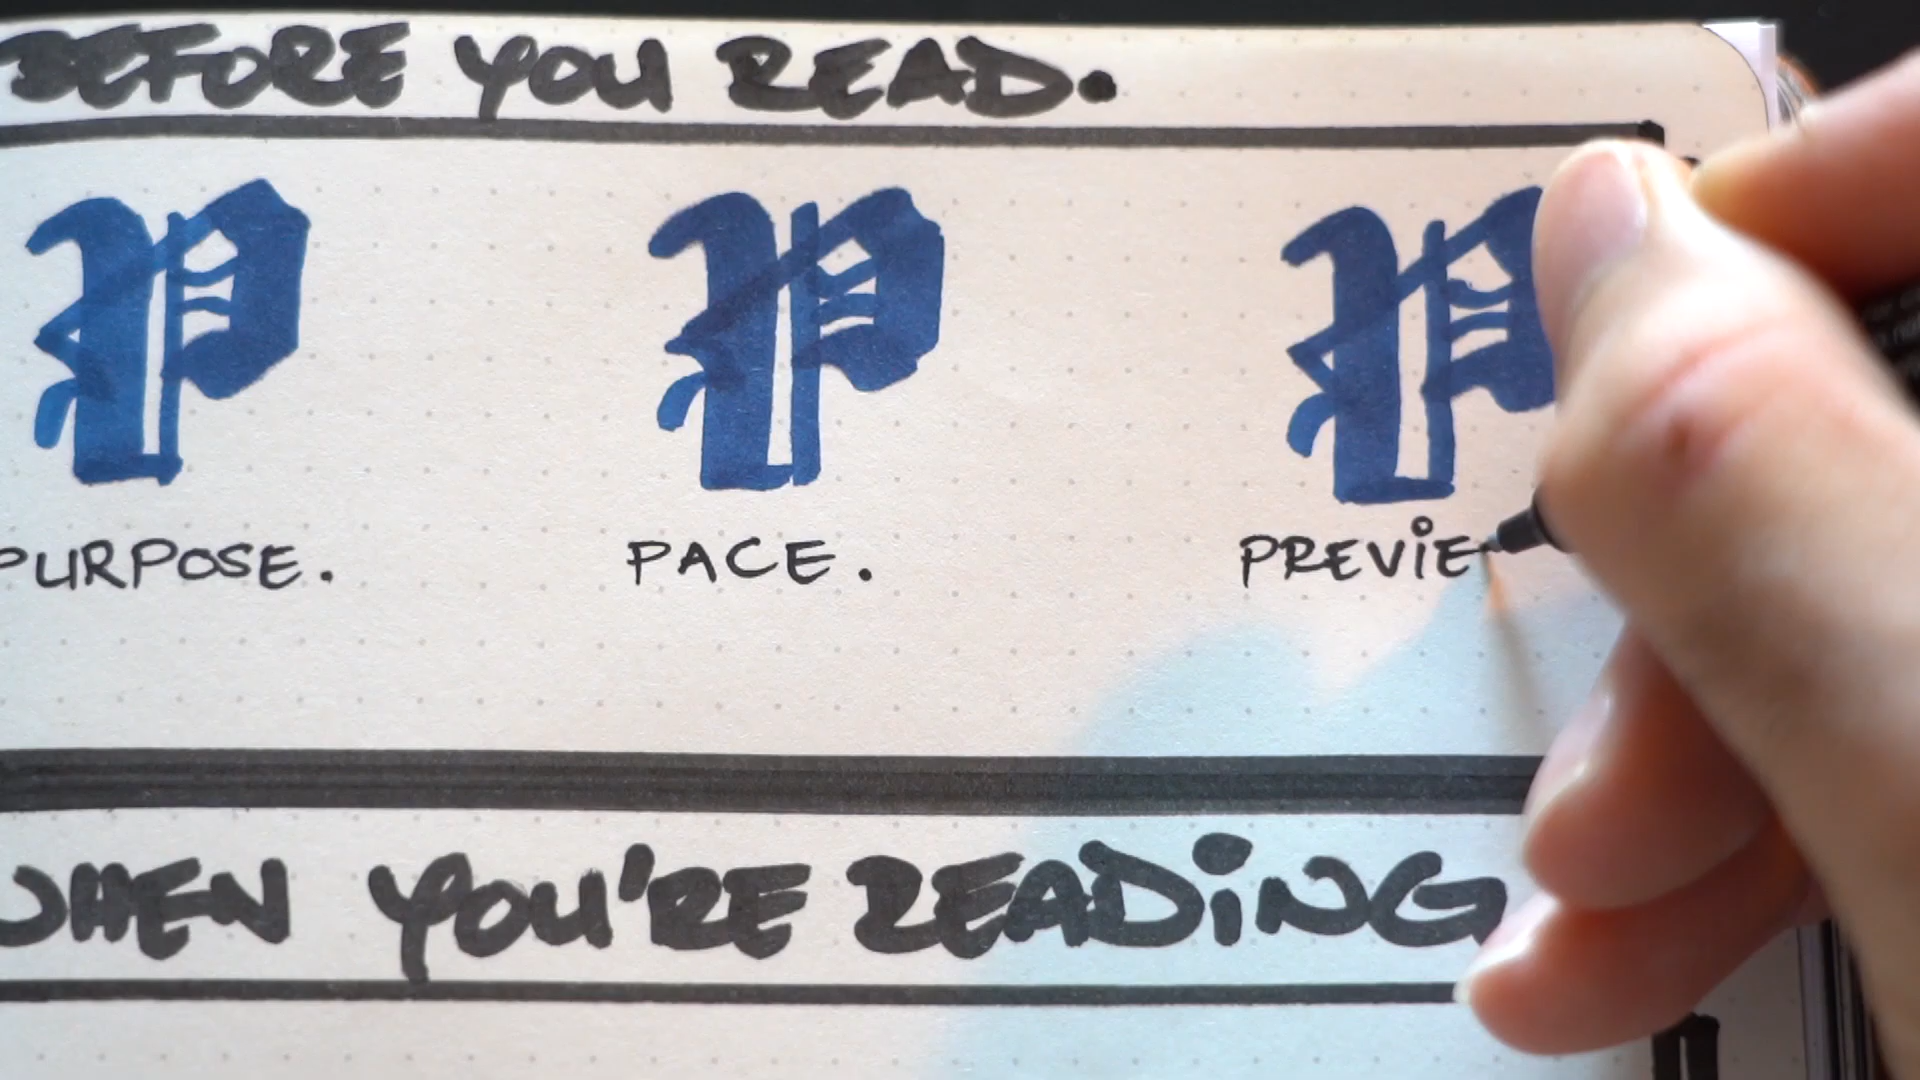 BEFORE YOU READ.
P P P
PURPOSE. PACE. PREVIE
WHEN YOU'RE READING